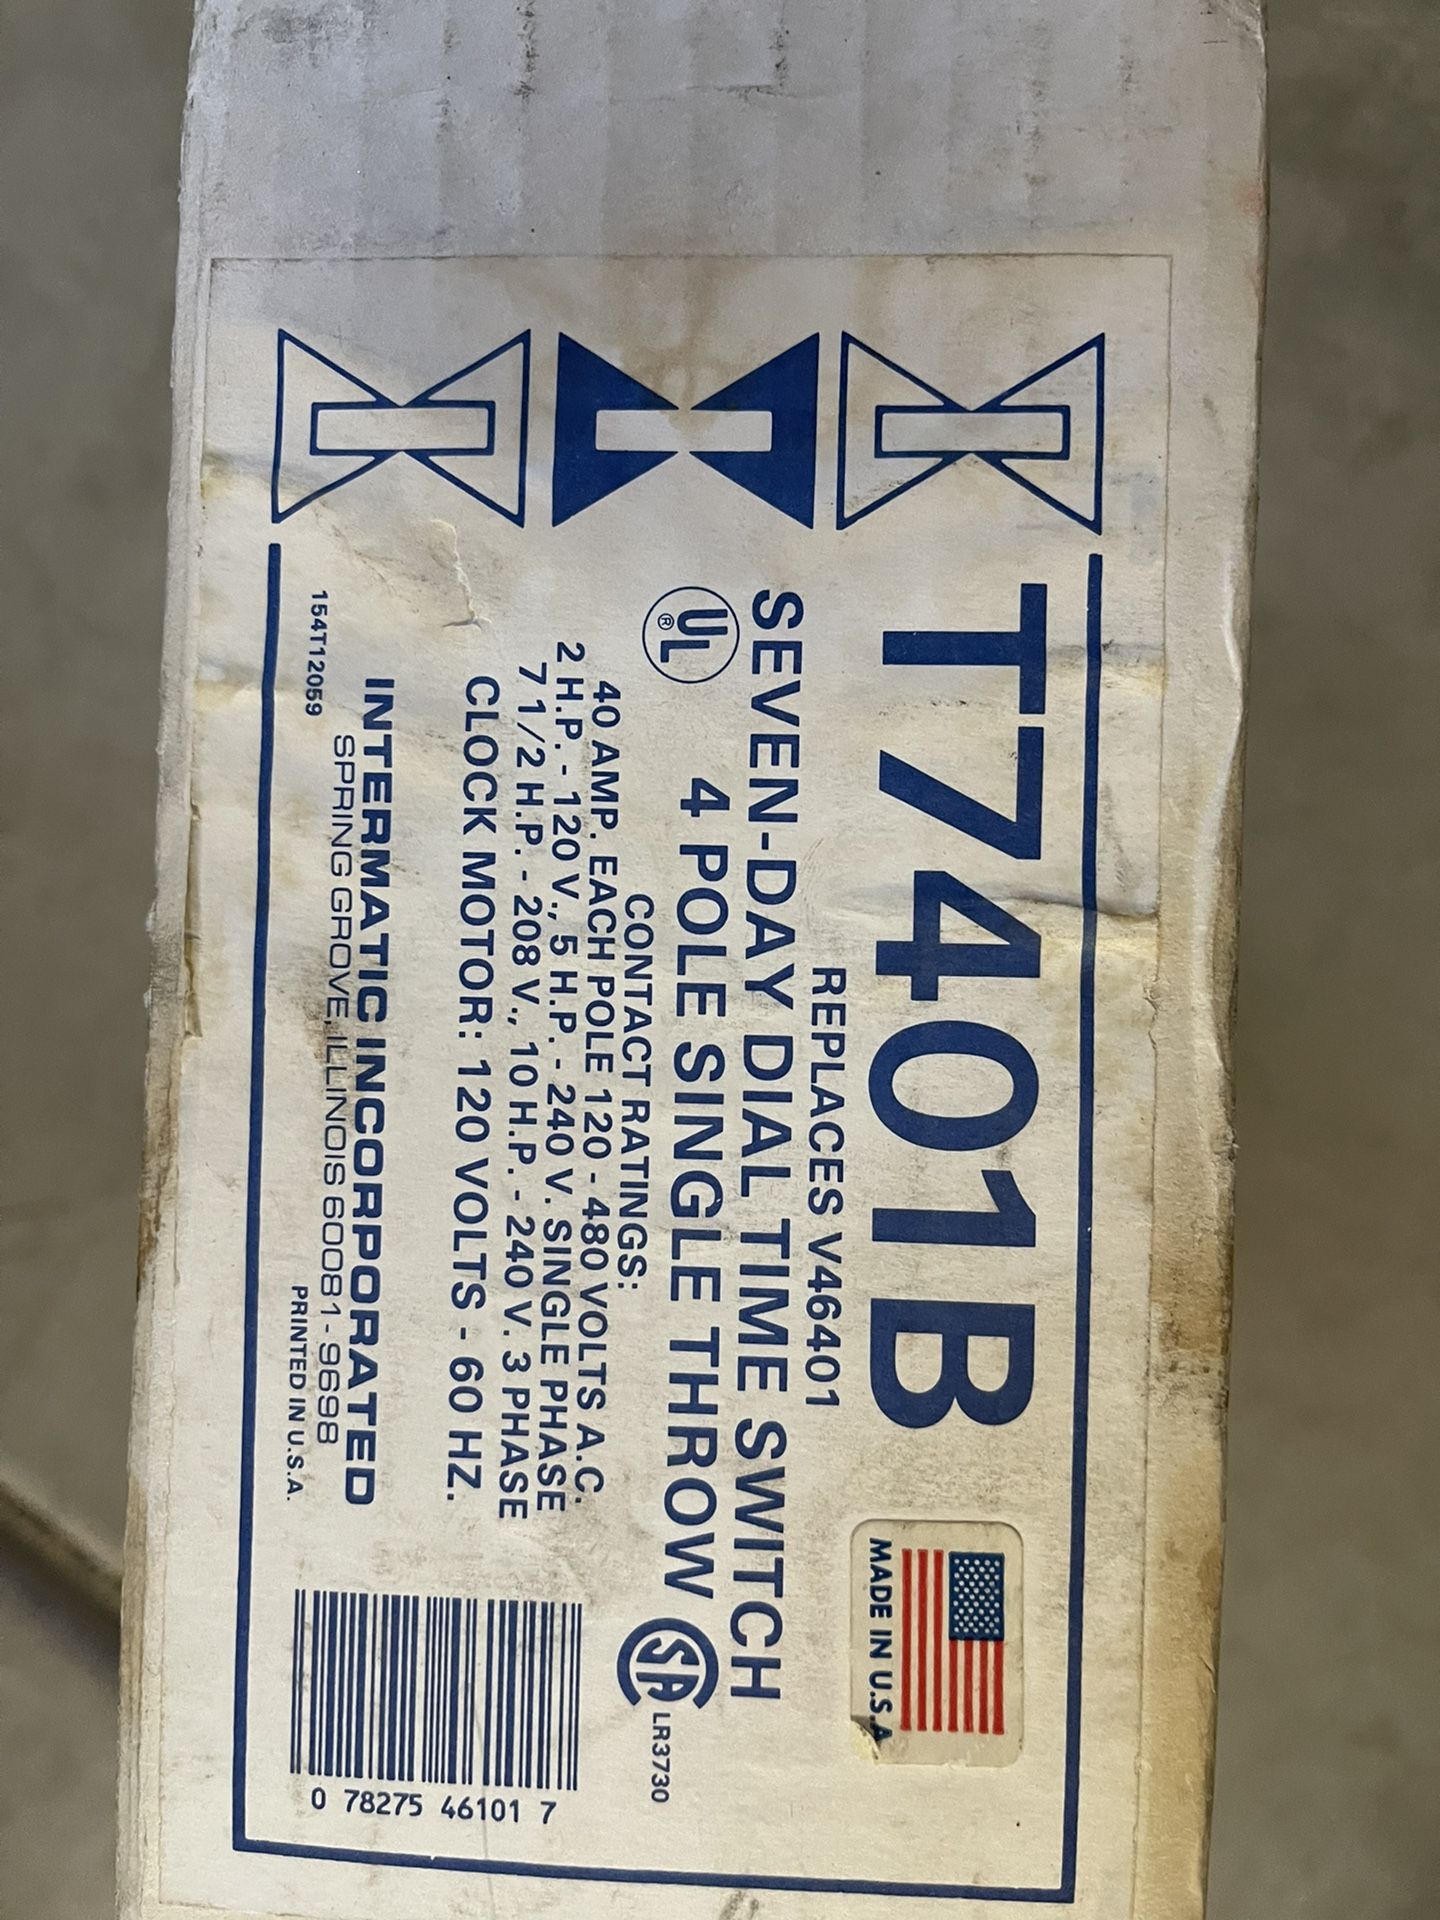 T7401B
REPLACES V46401
MADE IN U.S.A
SEVEN-DAY DIAL TIME SWITCH
UL ®
4 POLE SINGLE THROW
SA LR3730
CONTACT RATINGS:
40 AMP. EACH POLE 120 - 480 VOLTS A.C.
2 H.P. - 120 V., 5 H.P. - 240 V. SINGLE PHASE
7 1/2 H.P. - 208 V., 10 H.P. - 240 V. 3 PHASE
CLOCK MOTOR: 120 VOLTS - 60 HZ.
INTERMATIC INCORPORATED
SPRING GROVE, ILLINOIS 60081-9698
154T12059
PRINTED IN U.S.A.
0 78275 46101 7